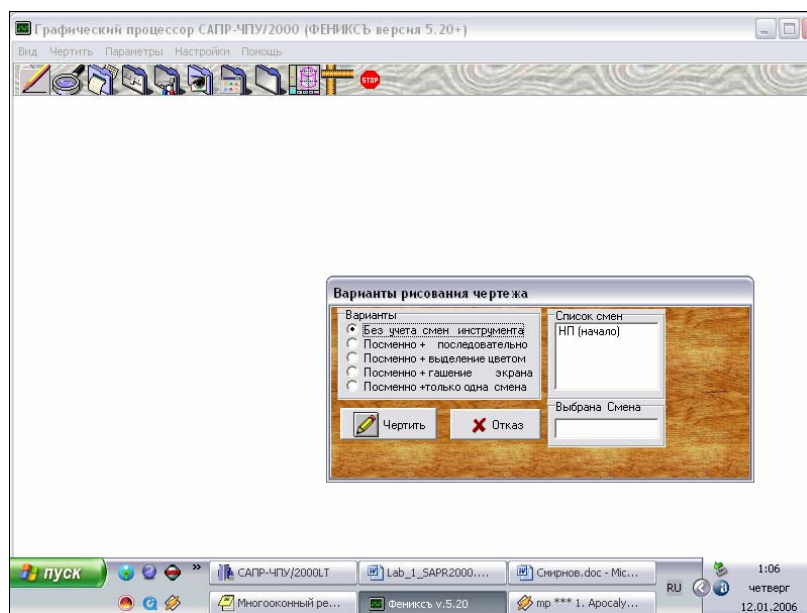 Графический процессор САПР-ЧПУ/2000 (ФЕНИКСЪ версия 5.20+)
Вид Чертить Параметры Настройки Помощь
STOP
Варианты рисования чертежа
Варианты
Без учета смен инструмента
Посменно + последовательно
Посменно + выделение цветом
Посменно + гашение экрана
Посменно +только одна смена
Список смен
НП (начало)
Выбрана Смена
Чертить
Отказ
пуск
»
САПР-ЧПУ/2000LT
Lab_1_SAPR2000....
Смирнов.doc - Mic...
Многооконный ре...
Фениксъ v.5.20
mp *** 1. Apocaly...
RU
1:06
четверг
12.01.2006